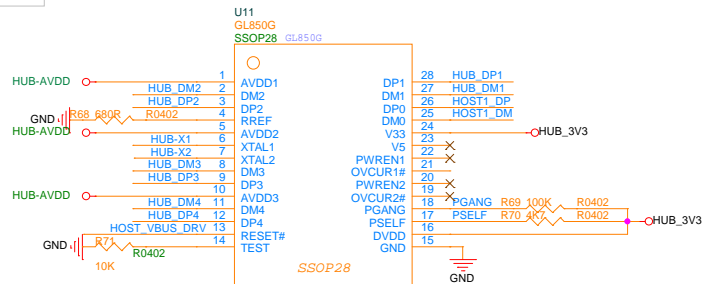 U11
GL850G
SSOP28 GL850G
HUB-AVDD 1 AVDD1 DP1 28 HUB_DP1
HUB_DM2 2 DM2 DM1 27 HUB_DM1
HUB_DP2 3 DP2 DP0 26 HOST1_DP
GND R68 680R R0402 4 RREF DM0 25 HOST1_DM
HUB-AVDD 5 AVDD2 V33 24 HUB_3V3
HUB-X1 6 XTAL1 V5 23
HUB-X2 7 XTAL2 PWREN1 22
HUB_DM3 8 DM3 OVCUR1# 21
HUB_DP3 9 DP3 PWREN2 20
HUB-AVDD 10 AVDD3 OVCUR2# 19
HUB_DM4 11 DM4 PGANG 18 PGANG R69 100K R0402
HUB_DP4 12 DP4 PSELF 17 PSELF R70 4K7 R0402 HUB_3V3
HOST_VBUS_DRV 13 RESET# DVDD 16
GND R71 R0402 14 TEST GND 15
10K
SSOP28
GND